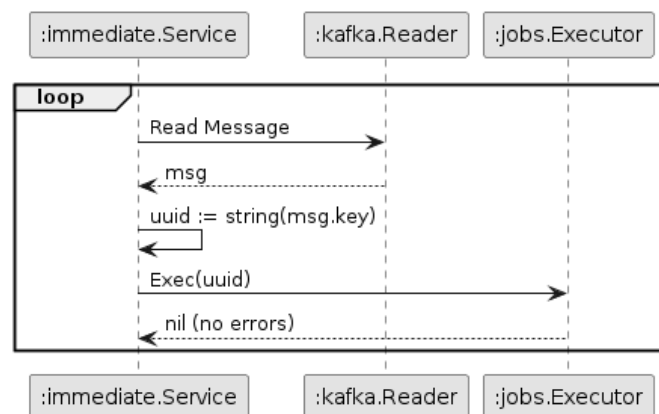 :immediate.Service :kafka.Reader :jobs.Executor
loop
Read Message
msg
uuid := string(msg.key)
Exec(uuid)
nil (no errors)
:immediate.Service :kafka.Reader :jobs.Executor